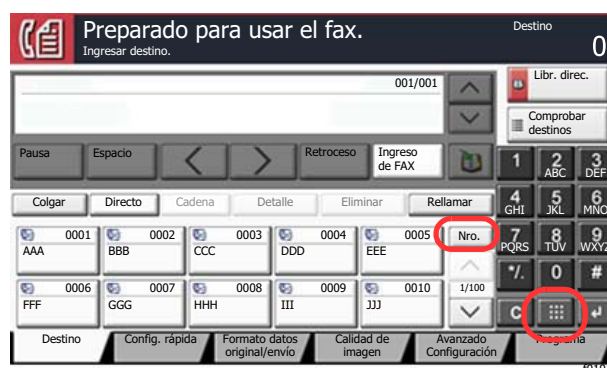 Preparado para usar el fax.
Ingresar destino.
Destino
0
001/001
Libr. direc.
Comprobar
destinos
Pausa
Espacio
Retroceso
Ingreso
de FAX
1
2
ABC
3
DEF
Colgar
Directo
Cadena
Detalle
Eliminar
Rellamar
4
GHI
5
JKL
6
MNO
0001
AAA
0002
BBB
0003
CCC
0004
DDD
0005
EEE
Nro.
7
PQRS
8
TUV
9
WXYZ
*/.
0
#
0006
FFF
0007
GGG
0008
HHH
0009
III
0010
JJJ
1/100
C
Destino
Config. rápida
Formato datos
original/envío
Calidad de
imagen
Avanzado
Configuración
Programa